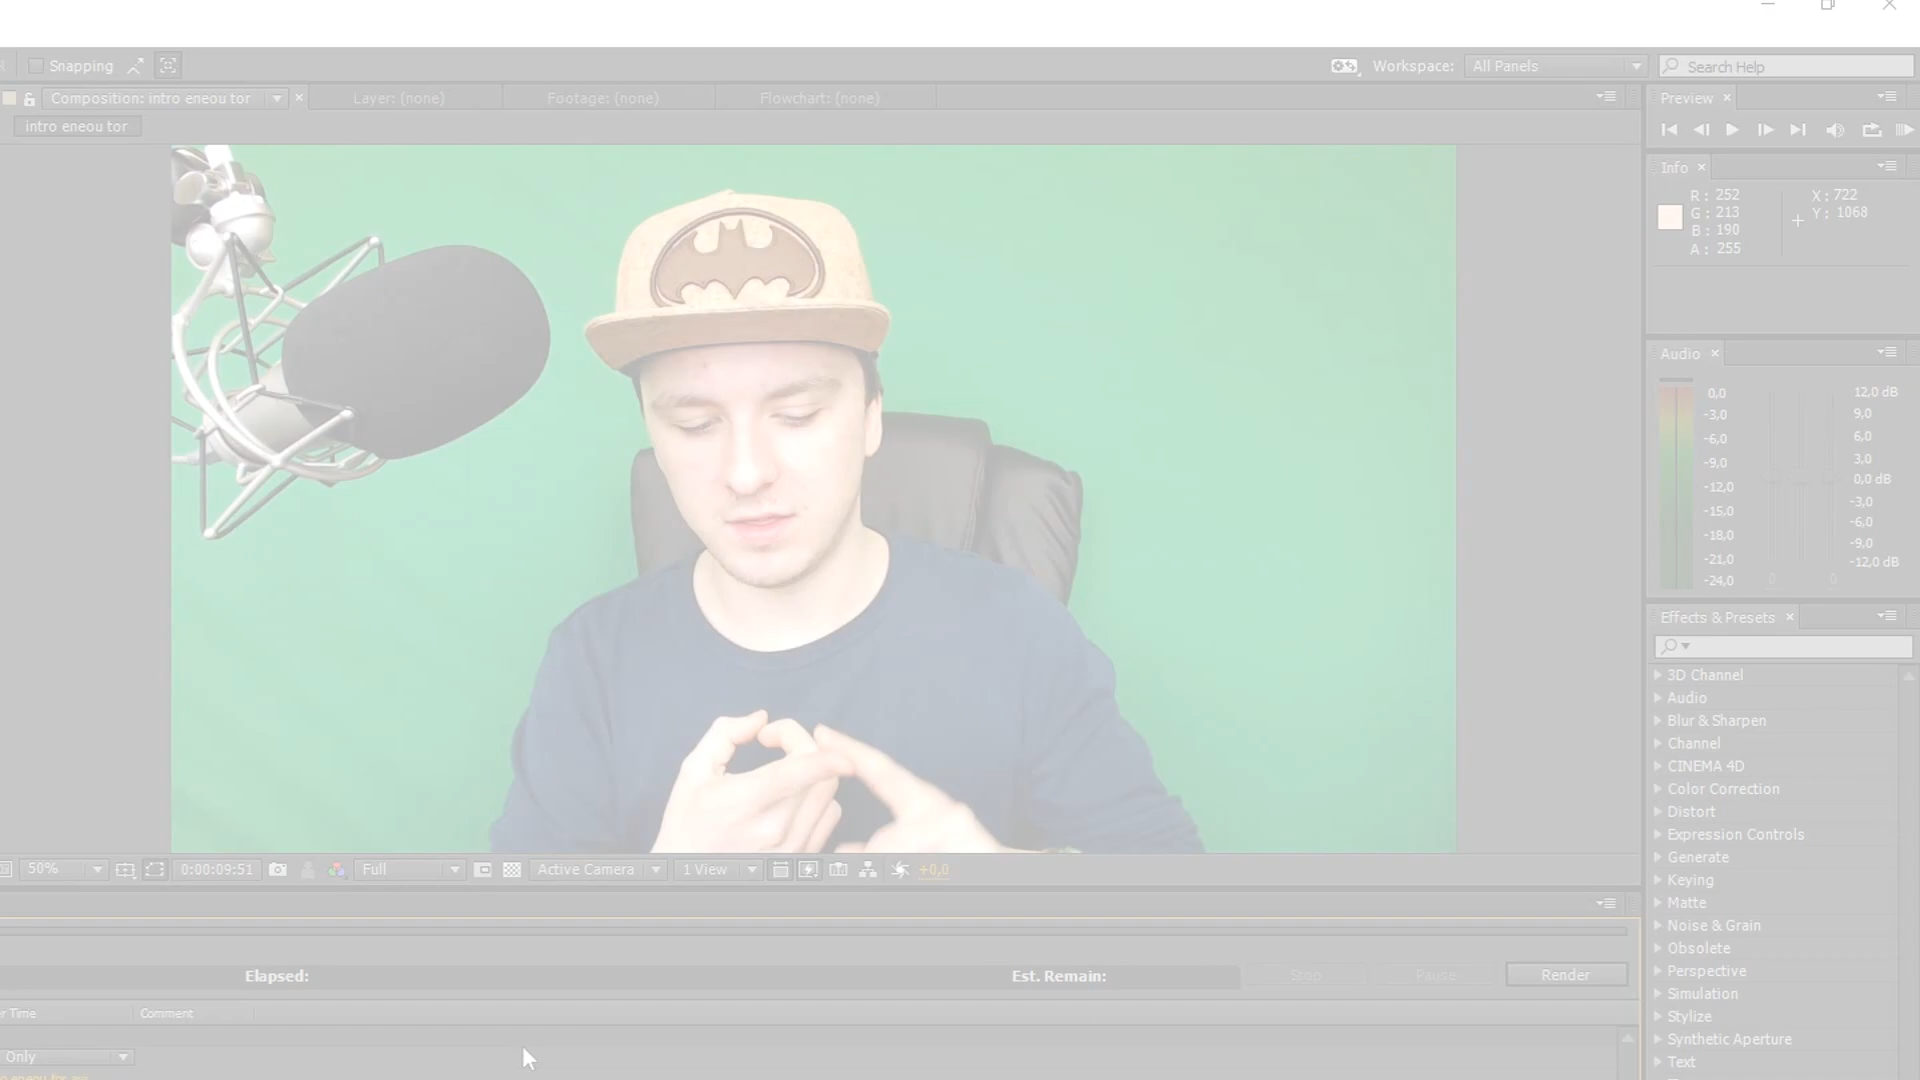 Snapping
Workspace: All Panels
Search Help
Composition: intro eneou tor
Layer: (none)
Footage: (none)
Flowchart: (none)
Preview
intro eneou tor
Info
R : 252
G : 213
B : 190
A : 255
X : 722
Y : 1068
Audio
0,0
-3,0
-6,0
-9,0
-12,0
-15,0
-18,0
-21,0
-24,0
12,0 dB
9,0
6,0
3,0
0,0 dB
-3,0
-6,0
-9,0
-12,0 dB
0
0
Effects & Presets
3D Channel
Audio
Blur & Sharpen
Channel
CINEMA 4D
Color Correction
Distort
Expression Controls
Generate
Keying
Matte
Noise & Grain
Obsolete
Perspective
Simulation
Stylize
Synthetic Aperture
Text
50%
0:00:09:51
Full
Active Camera
1 View
+0,0
Elapsed:
Est. Remain:
Stop
Pause
Render
Time
Comment
Only